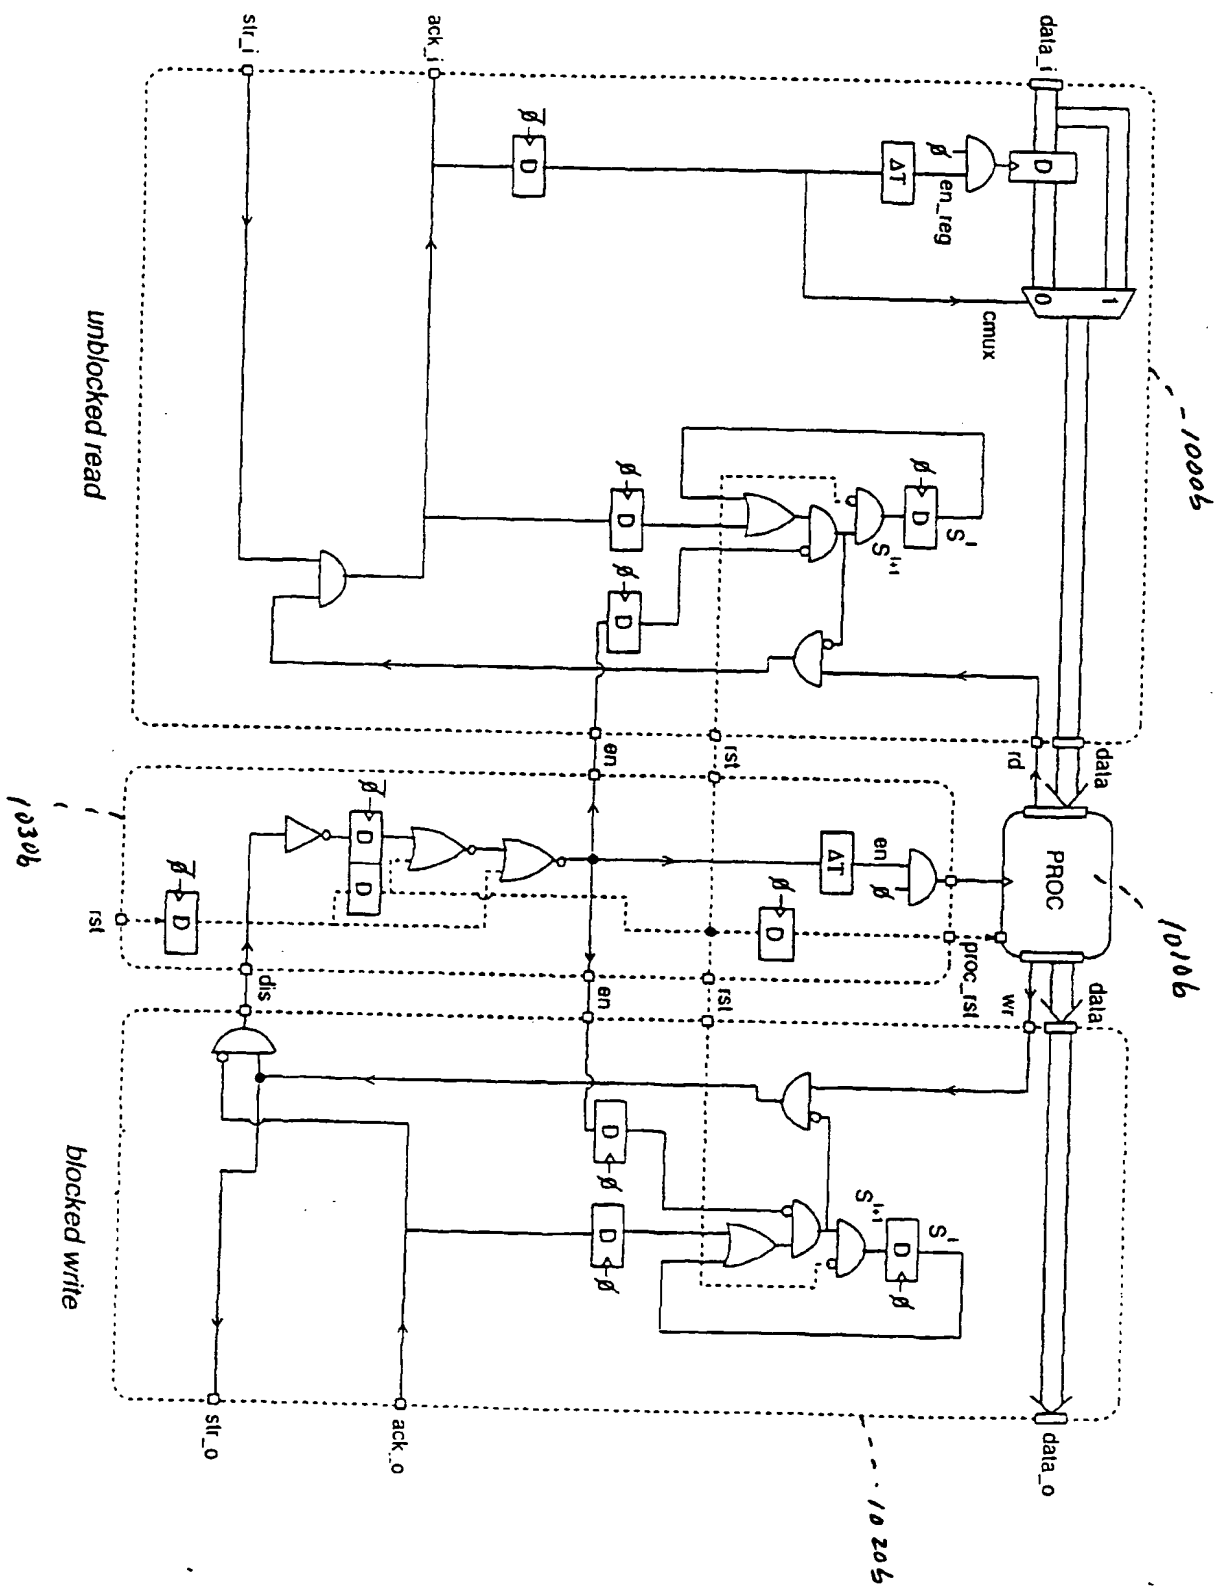 1000b
1010b
1020b
data_i
data
data
data_o
D
1
0
PROC
ø
en_reg
ΔT
cmux
rd
wr
proc_rst
ø
D
S^i
S^i+1
en
ø
ΔT
ø
D
S^i
D
ø
S^i+1
rst
rst
ø
D
ø
D
en
en
D
ø
D
ø
ø̅
D
ack_i
ack_o
ø̅
D
D
str_i
dis
str_o
ø̅
D
rst
unblocked read
blocked write
1030b